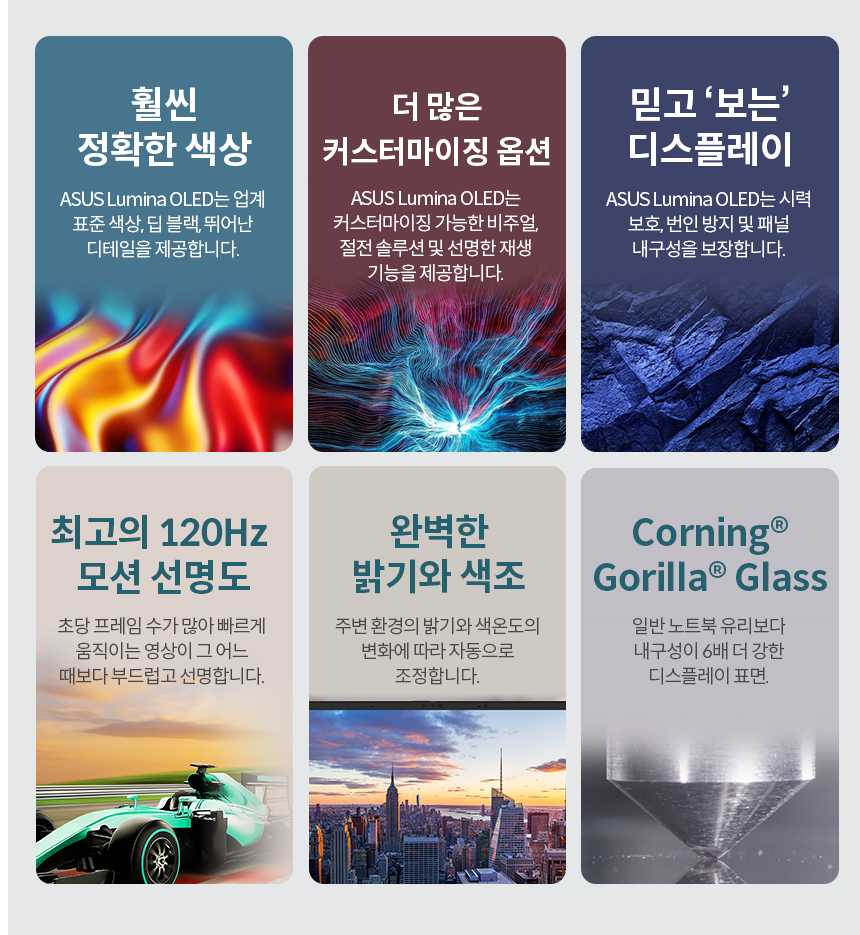 훨씬
정확한 색상
ASUS Lumina OLED는 업계
표준 색상, 딥 블랙, 뛰어난
디테일을 제공합니다.
더 많은
커스터마이징 옵션
ASUS Lumina OLED는
커스터마이징 가능한 비주얼,
절전 솔루션 및 선명한 재생
기능을 제공합니다.
믿고 ‘보는’
디스플레이
ASUS Lumina OLED는 시력
보호, 번인 방지 및 패널
내구성을 보장합니다.
최고의 120Hz
모션 선명도
초당 프레임 수가 많아 빠르게
움직이는 영상이 그 어느
때보다 부드럽고 선명합니다.
완벽한
밝기와 색조
주변 환경의 밝기와 색온도의
변화에 따라 자동으로
조정합니다.
Corning®
Gorilla® Glass
일반 노트북 유리보다
내구성이 6배 더 강한
디스플레이 표면.